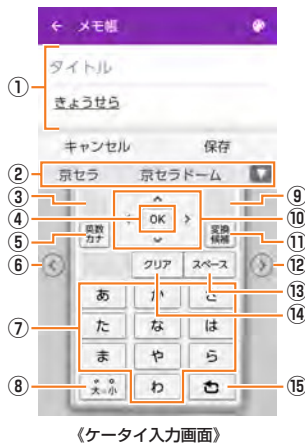 ← メモ帳
① タイトル
きょうせら
キャンセル 保存
② 京セラ 京セラドーム
③ ⑨
④ OK ⑩
⑤ 英数カナ 変換候補 ⑪
⑥ ⑫
クリア スペース ⑬
⑭
⑦ あ か さ
た な は
ま や ら
⑧ 大⇔小 わ ⑮
《ケータイ入力画面》